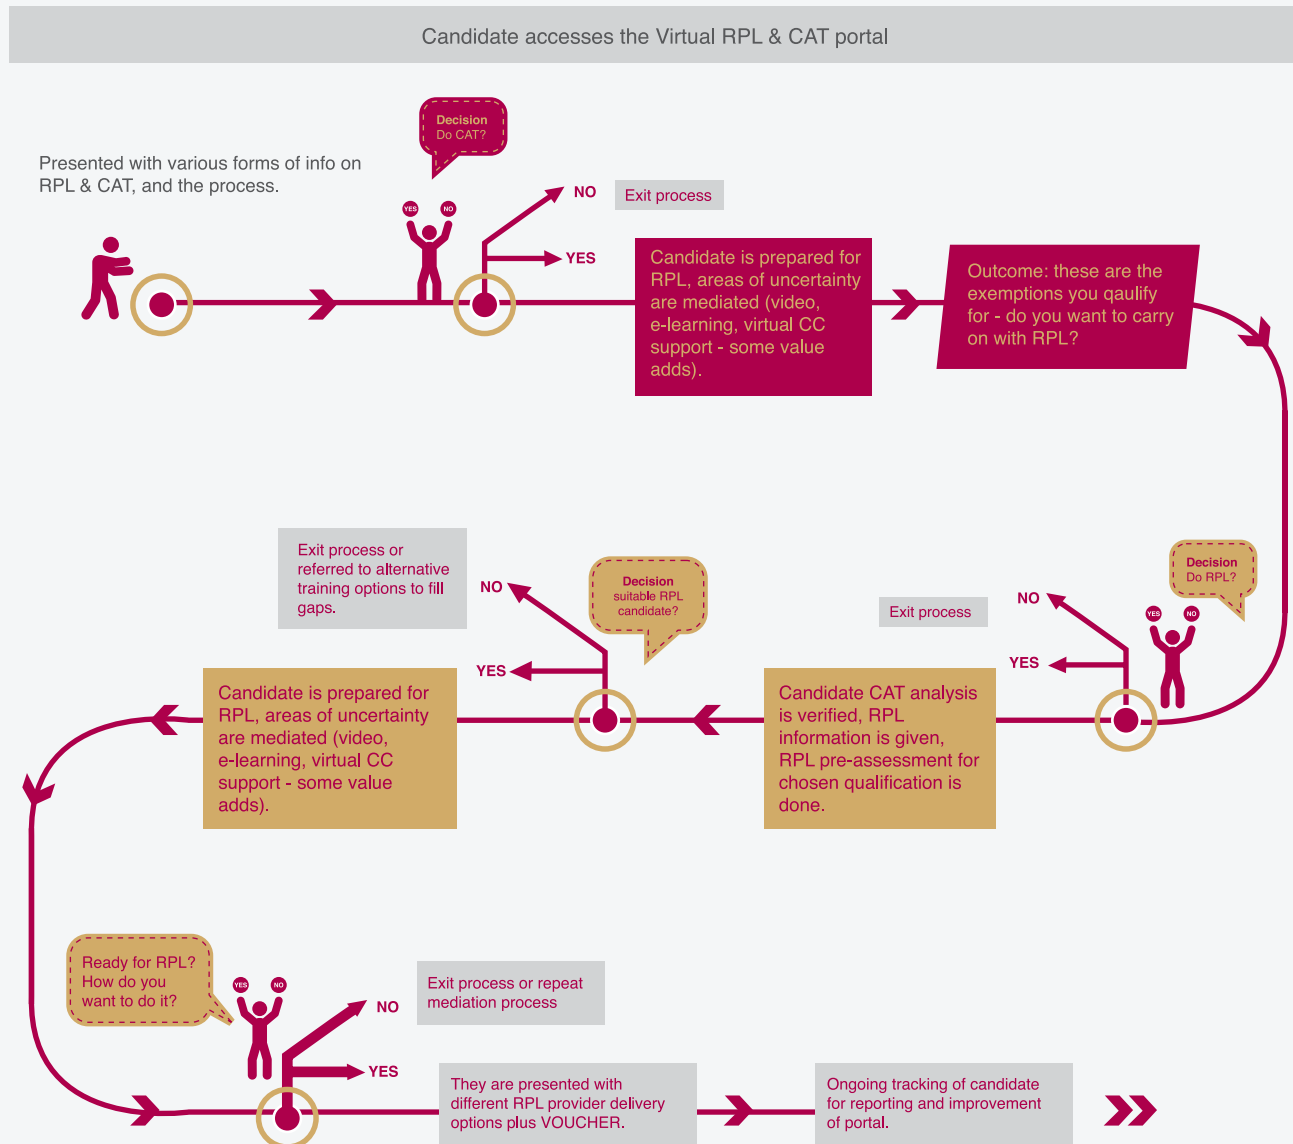 Candidate accesses the Virtual RPL & CAT portal
Presented with various forms of info on
RPL & CAT, and the process.
Decision
Do CAT?
YES
NO
NO
Exit process
YES
Candidate is prepared for
RPL, areas of uncertainty
are mediated (video,
e-learning, virtual CC
support - some value
adds).
Outcome: these are the
exemptions you qaulify
for - do you want to carry
on with RPL?
Decision
Do RPL?
YES
NO
NO
Exit process
YES
Candidate CAT analysis
is verified, RPL
information is given,
RPL pre-assessment for
chosen qualification is
done.
Decision
suitable RPL
candidate?
NO
Exit process or
referred to alternative
training options to fill
gaps.
YES
Candidate is prepared for
RPL, areas of uncertainty
are mediated (video,
e-learning, virtual CC
support - some value
adds).
Ready for RPL?
How do you
want to do it?
YES
NO
NO
Exit process or repeat
mediation process
YES
They are presented with
different RPL provider delivery
options plus VOUCHER.
Ongoing tracking of candidate
for reporting and improvement
of portal.